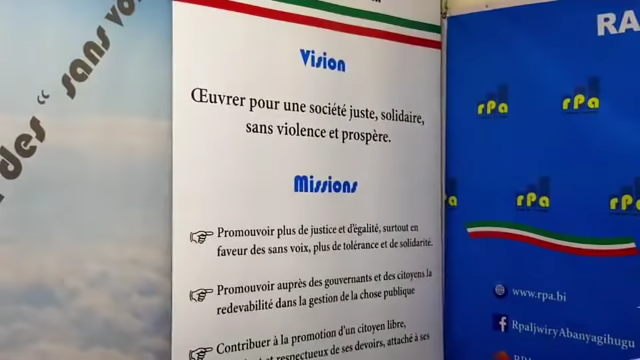 des " sans
Vision
Œuvrer pour une société juste, solidaire,
sans violence et prospère.
Missions
Promouvoir plus de justice et d'égalité, surtout en
faveur des sans voix, plus de tolérance et de solidarité.
Promouvoir auprès des gouvernants et des citoyens la
redevabilité dans la gestion de la chose publique
Contribuer à la promotion d'un citoyen libre,
et respectueux de ses devoirs, attaché à ses
RA
rPa
rPa
rPa
rPa
www.rpa.bi
RpaIjwiryAbanyagihugu